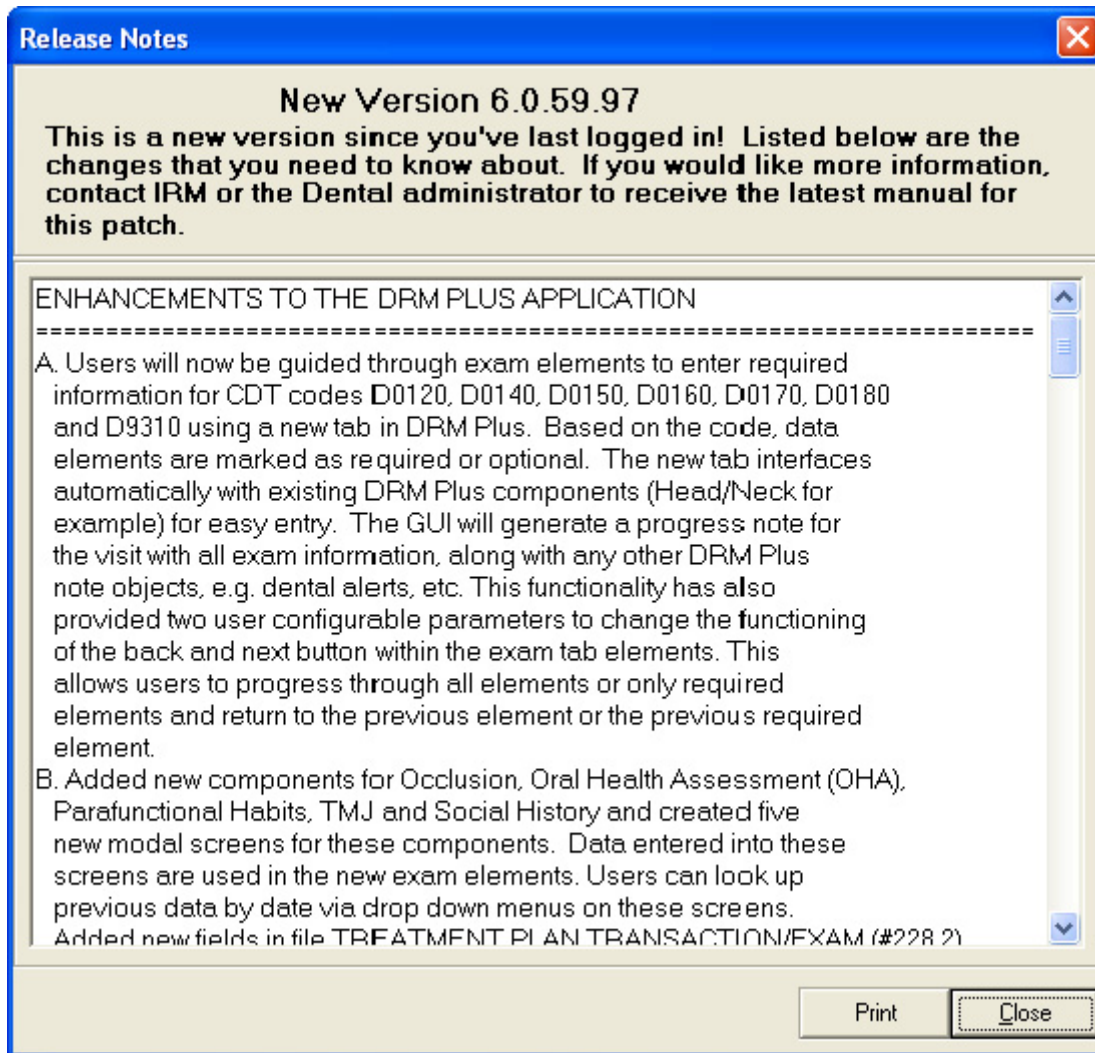 Release Notes
New Version 6.0.59.97
This is a new version since you've last logged in!  Listed below are the
changes that you need to know about.  If you would like more information,
contact IRM or the Dental administrator to receive the latest manual for
this patch.
ENHANCEMENTS TO THE DRM PLUS APPLICATION
=======================================================================
A. Users will now be guided through exam elements to enter required
information for CDT codes D0120, D0140, D0150, D0160, D0170, D0180
and D9310 using a new tab in DRM Plus.  Based on the code, data
elements are marked as required or optional.  The new tab interfaces
automatically with existing DRM Plus components (Head/Neck for
example) for easy entry.  The GUI will generate a progress note for
the visit with all exam information, along with any other DRM Plus
note objects, e.g. dental alerts, etc. This functionality has also
provided two user configurable parameters to change the functioning
of the back and next button within the exam tab elements. This
allows users to progress through all elements or only required
elements and return to the previous element or the previous required
element.
B. Added new components for Occlusion, Oral Health Assessment (OHA),
Parafunctional Habits, TMJ and Social History and created five
new modal screens for these components.  Data entered into these
screens are used in the new exam elements. Users can look up
previous data by date via drop down menus on these screens.
Added new fields in file TREATMENT PLAN TRANSACTION/EXAM (#228.2)
Print
Close